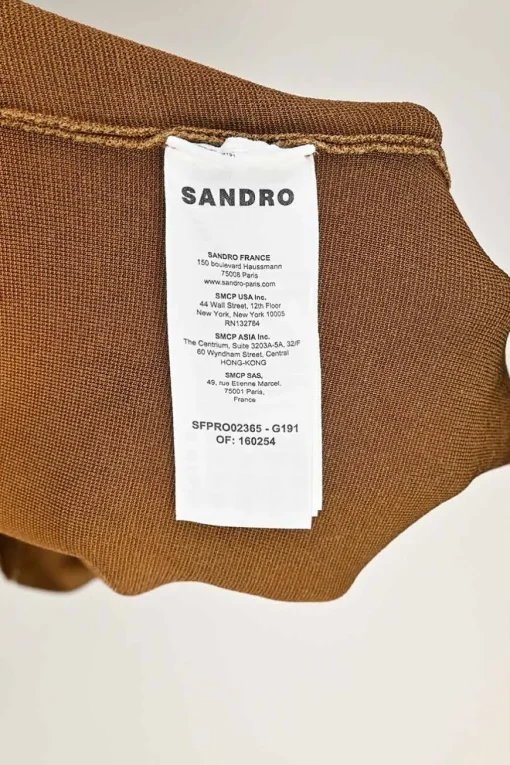 SANDRO
SANDRO FRANCE
150 boulevard Haussmann
75008 Paris
www.sandro-paris.com
SMCP USA Inc.
44 Wall Street, 12th Floor
New York, New York 10005
RN132784
SMCP ASIA Inc.
The Centrium, Suite 3203A-5A, 32/F
60 Wyndham Street, Central
HONG-KONG
SMCP SAS,
49, rue Etienne Marcel,
75001 Paris,
France
SFPRO02365 - G191
OF: 160254